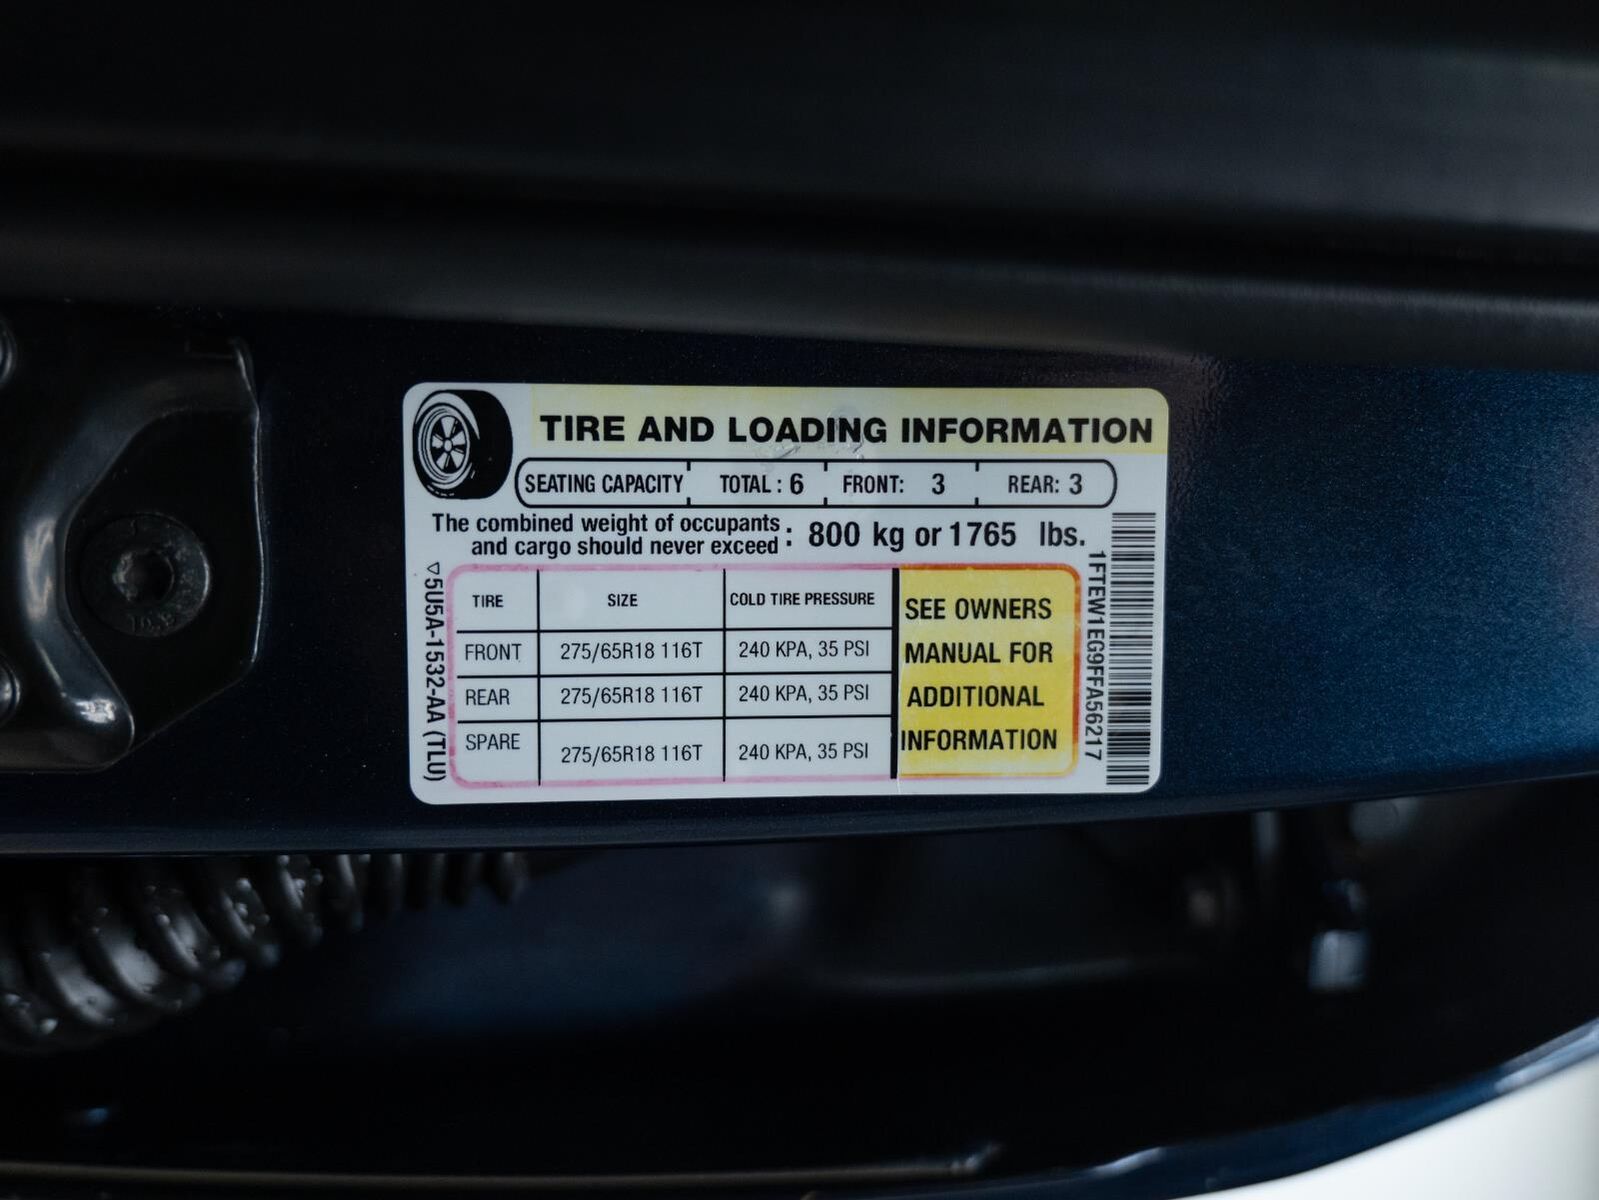 TIRE AND LOADING INFORMATION
SEATING CAPACITY TOTAL : 6 FRONT: 3 REAR: 3
The combined weight of occupants
and cargo should never exceed : 800 kg or 1765 lbs.
TIRE SIZE COLD TIRE PRESSURE
FRONT 275/65R18 116T 240 KPA, 35 PSI
REAR 275/65R18 116T 240 KPA, 35 PSI
SPARE 275/65R18 116T 240 KPA, 35 PSI
SEE OWNERS
MANUAL FOR
ADDITIONAL
INFORMATION
5U5A-1532-AA (TLU)
1FTEW1EG9FFA56217